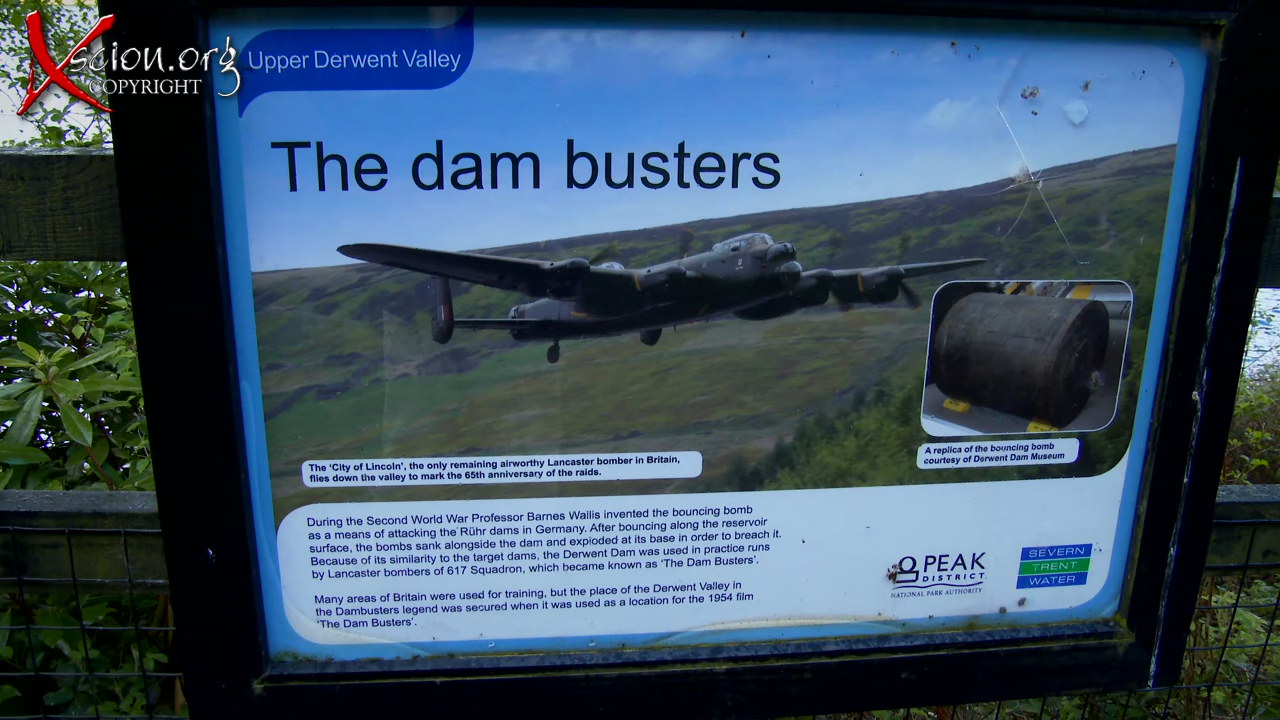 Xscion.org
COPYRIGHT
Upper Derwent Valley
The dam busters
The 'City of Lincoln', the only remaining airworthy Lancaster bomber in Britain,
flies down the valley to mark the 65th anniversary of the raids.
A replica of the bouncing bomb
courtesy of Derwent Dam Museum
During the Second World War Professor Barnes Wallis invented the bouncing bomb
as a means of attacking the Rühr dams in Germany. After bouncing along the reservoir
surface, the bombs sank alongside the dam and exploded at its base in order to breach it.
Because of its similarity to the target dams, the Derwent Dam was used in practice runs
by Lancaster bombers of 617 Squadron, which became known as 'The Dam Busters'.
Many areas of Britain were used for training, but the place of the Derwent Valley in
the Dambusters legend was secured when it was used as a location for the 1954 film
'The Dam Busters'.
PEAK
DISTRICT
NATIONAL PARK AUTHORITY
SEVERN
TRENT
WATER